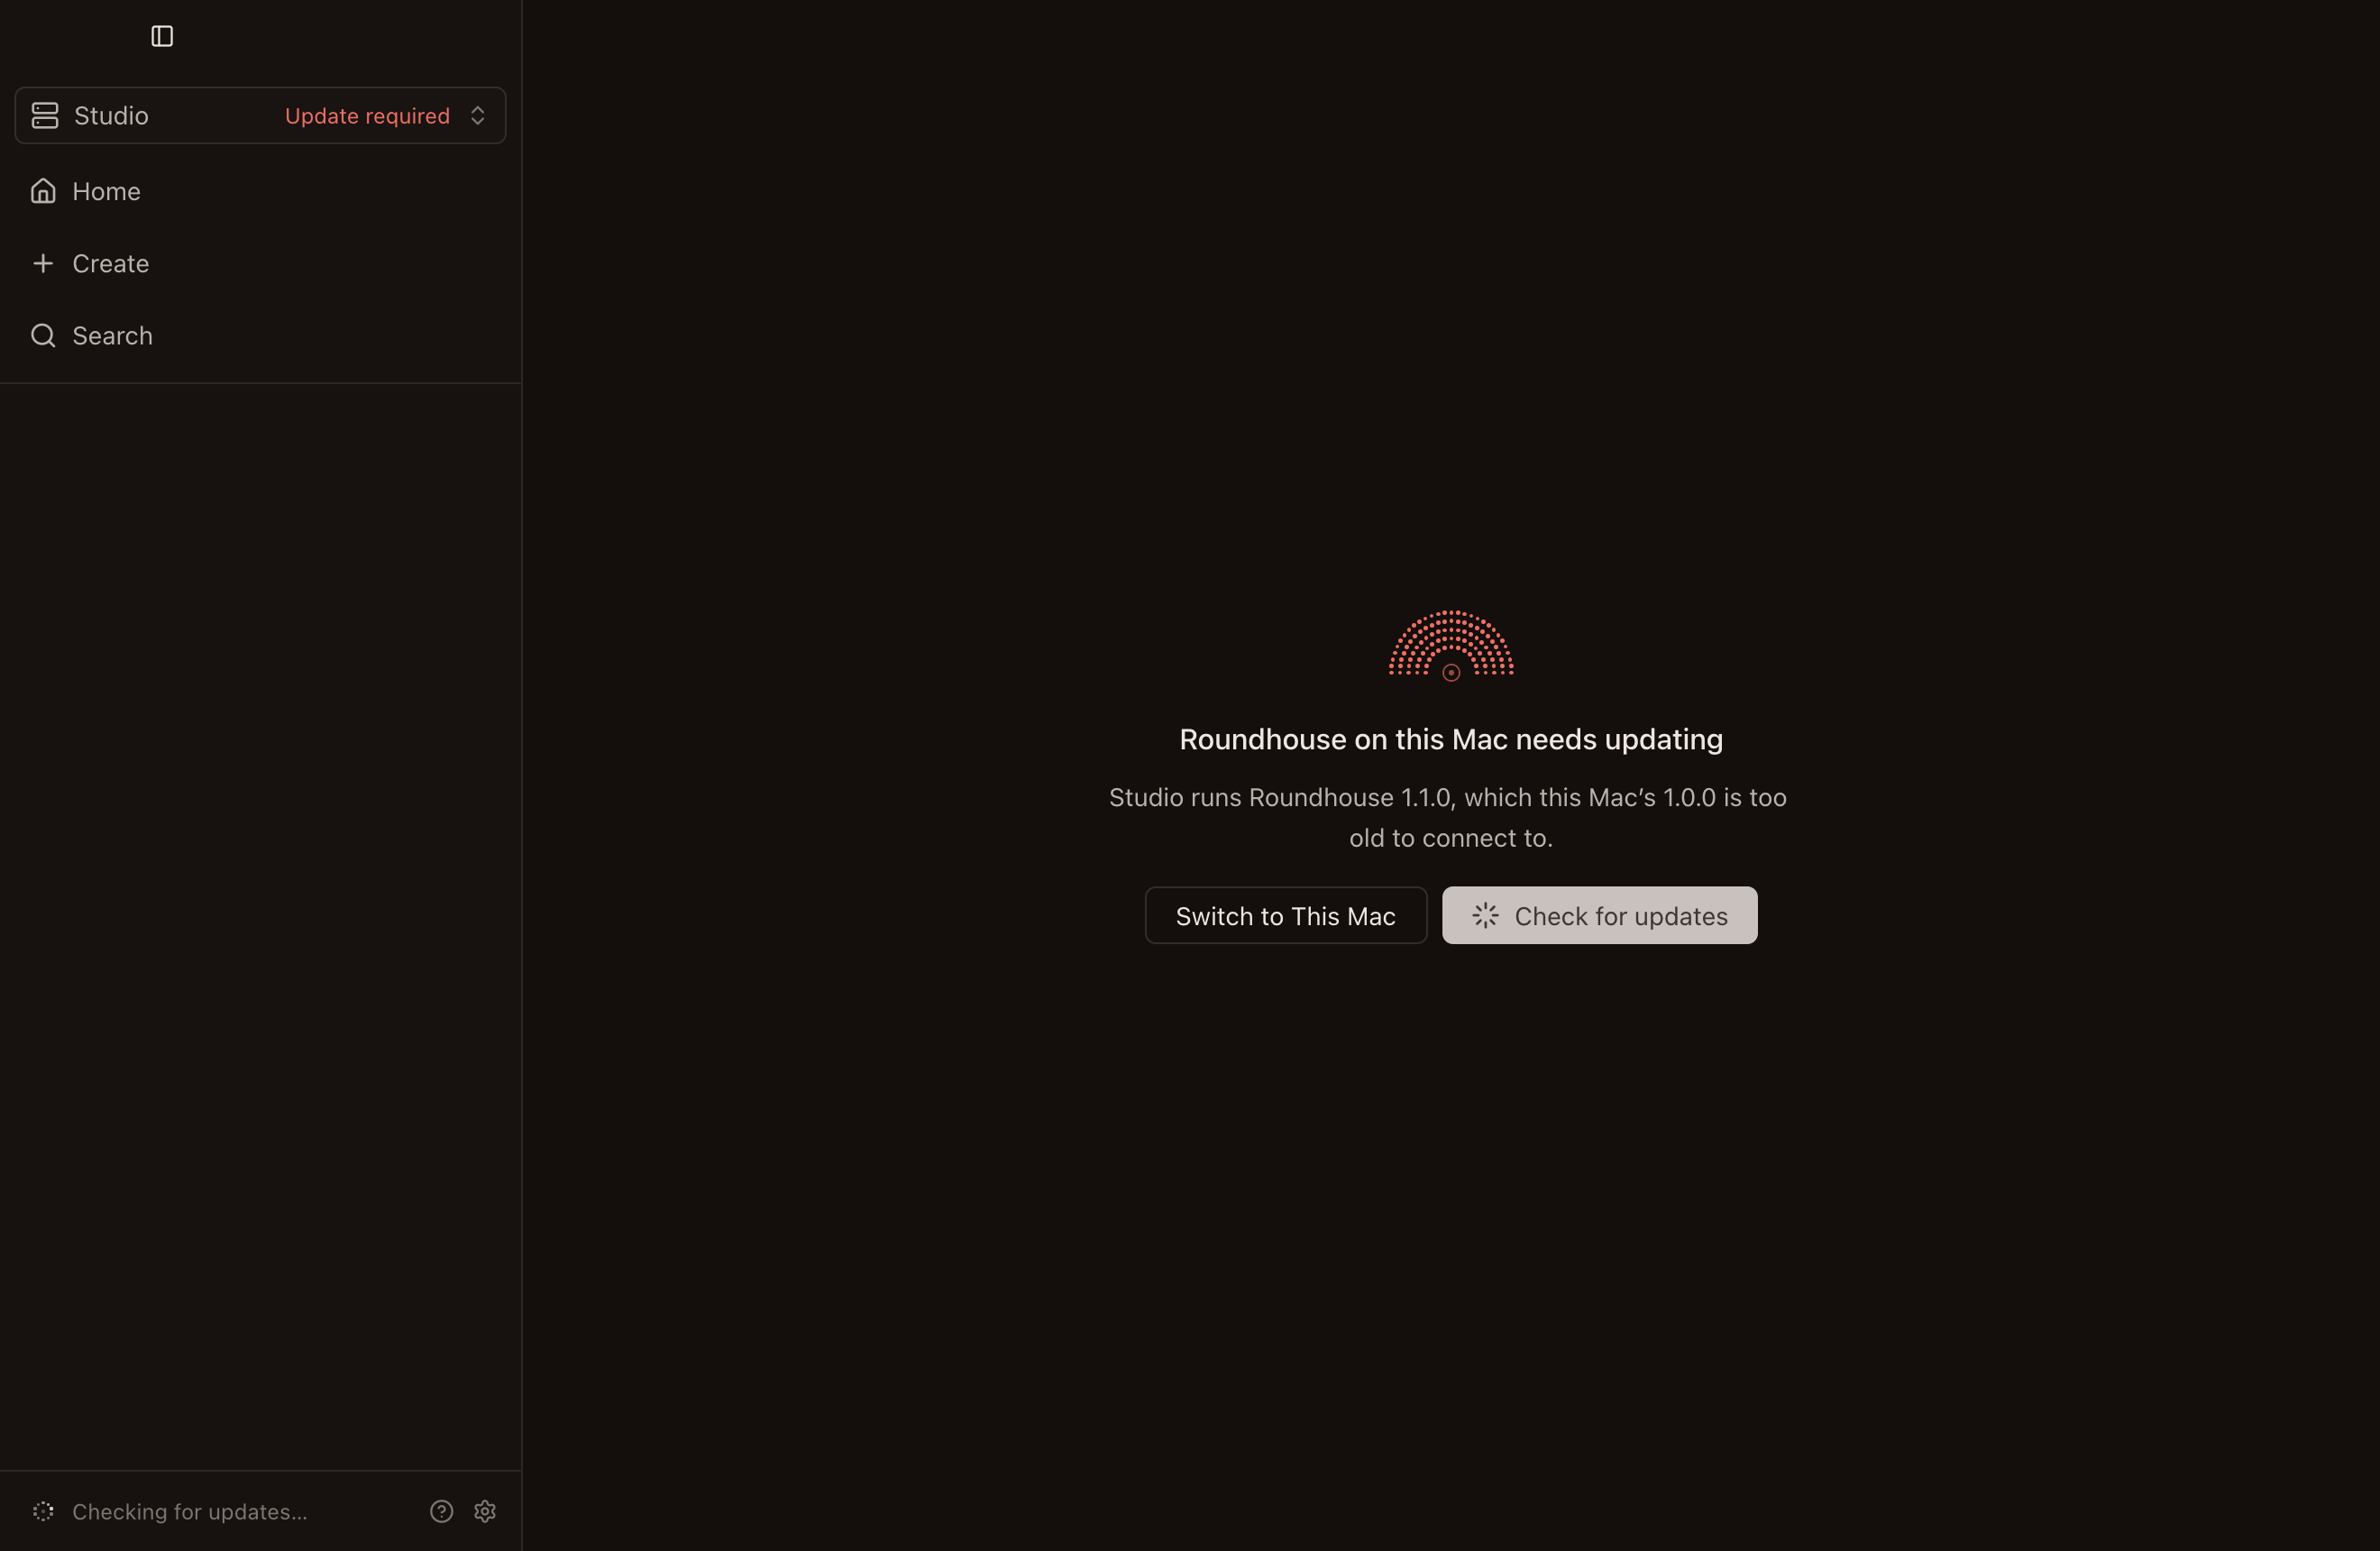 Studio
Update required
Home
Create
Search
Roundhouse on this Mac needs updating
Studio runs Roundhouse 1.1.0, which this Mac’s 1.0.0 is too
old to connect to.
Switch to This Mac
Check for updates
Checking for updates...